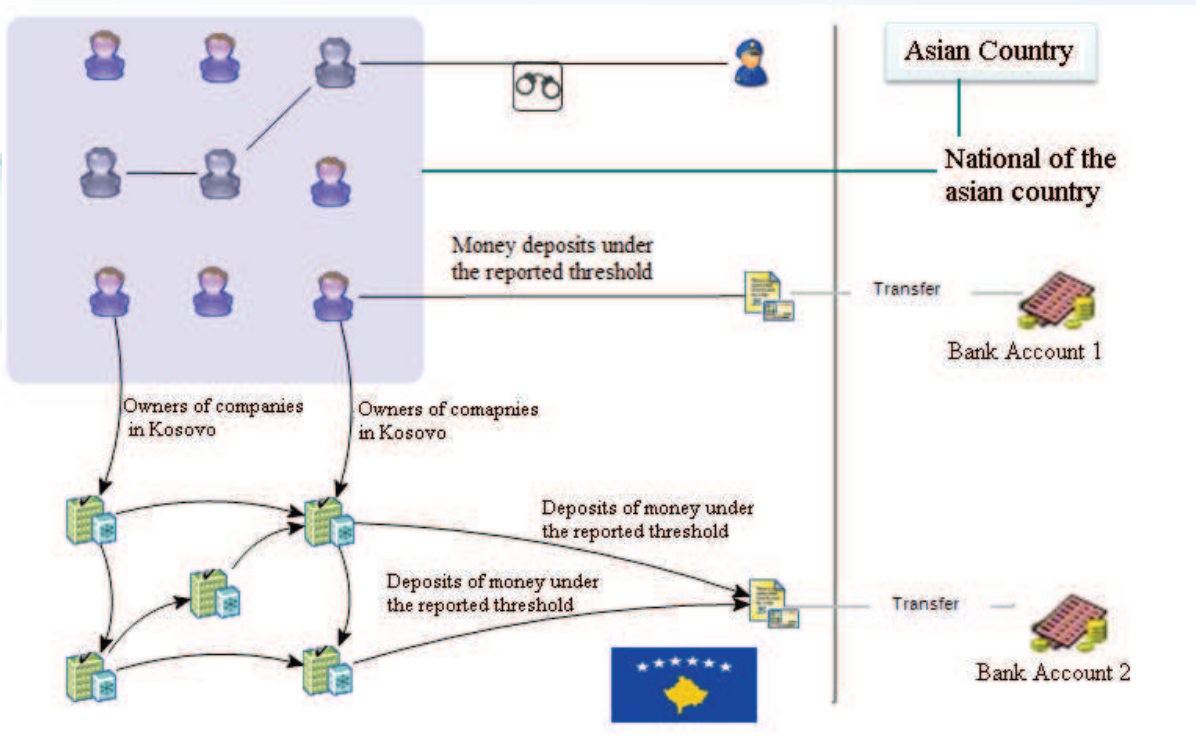 Asian Country
National of the
asian country
Money deposits under
the reported threshold
Transfer
Bank Account 1
Owners of companies
in Kosovo
Owners of comapnies
in Kosovo
Deposits of money under
the reported threshold
Deposits of money under
the reported threshold
Transfer
Bank Account 2